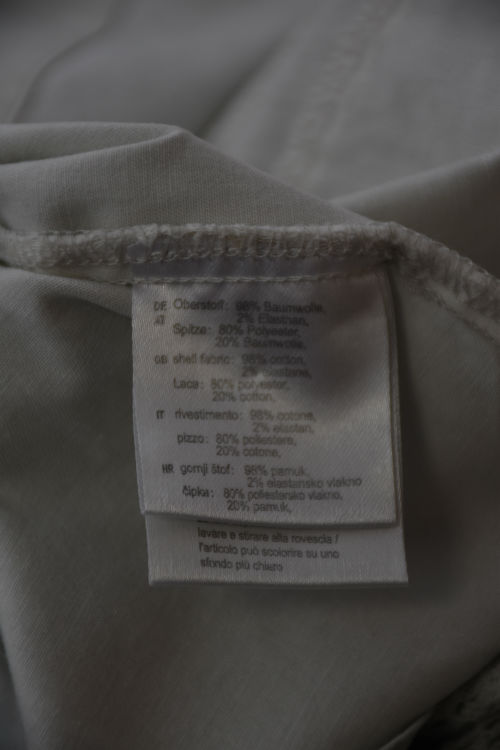 DE Oberstoff: 98% Baumwolle,
AT 2% Elasthan,
Spitze: 80% Polyester,
20% Baumwolle,
GB shell fabric: 98% cotton,
2% elastane,
Lace: 80% polyester,
20% cotton,
IT rivestimento: 98% cotone,
2% elastan,
pizzo: 80% poliestere,
20% cotone,
HR gornji štof: 98% pamuk,
2% elastansko vlakno
čipka: 80% poliestersko vlakno,
20% pamuk,
lavare e stirare alla rovescia /
l'articolo può scolorire su uno
sfondo più chiaro